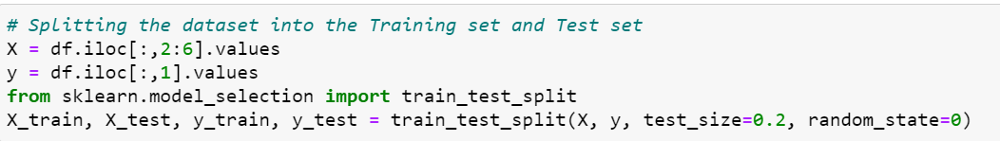 # Splitting the dataset into the Training set and Test set
X = df.iloc[:,2:6].values
y = df.iloc[:,1].values
from sklearn.model_selection import train_test_split
X_train, X_test, y_train, y_test = train_test_split(X, y, test_size=0.2, random_state=0)